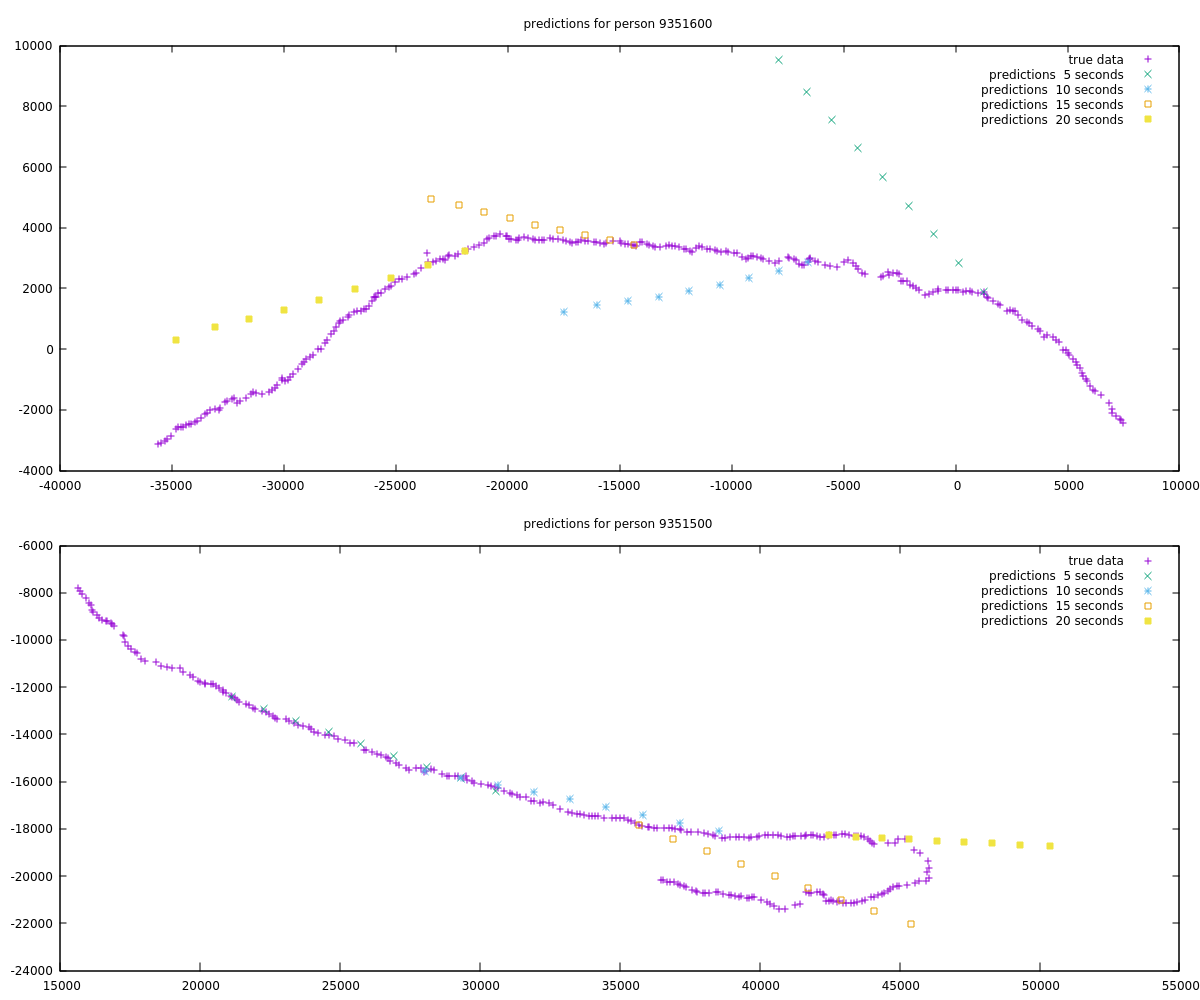 predictions for person 9351600
10000
8000
6000
4000
2000
0
-2000
-4000
true data
predictions  5 seconds
predictions  10 seconds
predictions  15 seconds
predictions  20 seconds
-40000 -35000 -30000 -25000 -20000 -15000 -10000 -5000 0 5000 10000
predictions for person 9351500
-6000
-8000
-10000
-12000
-14000
-16000
-18000
-20000
-22000
-24000
true data
predictions  5 seconds
predictions  10 seconds
predictions  15 seconds
predictions  20 seconds
15000 20000 25000 30000 35000 40000 45000 50000 55000